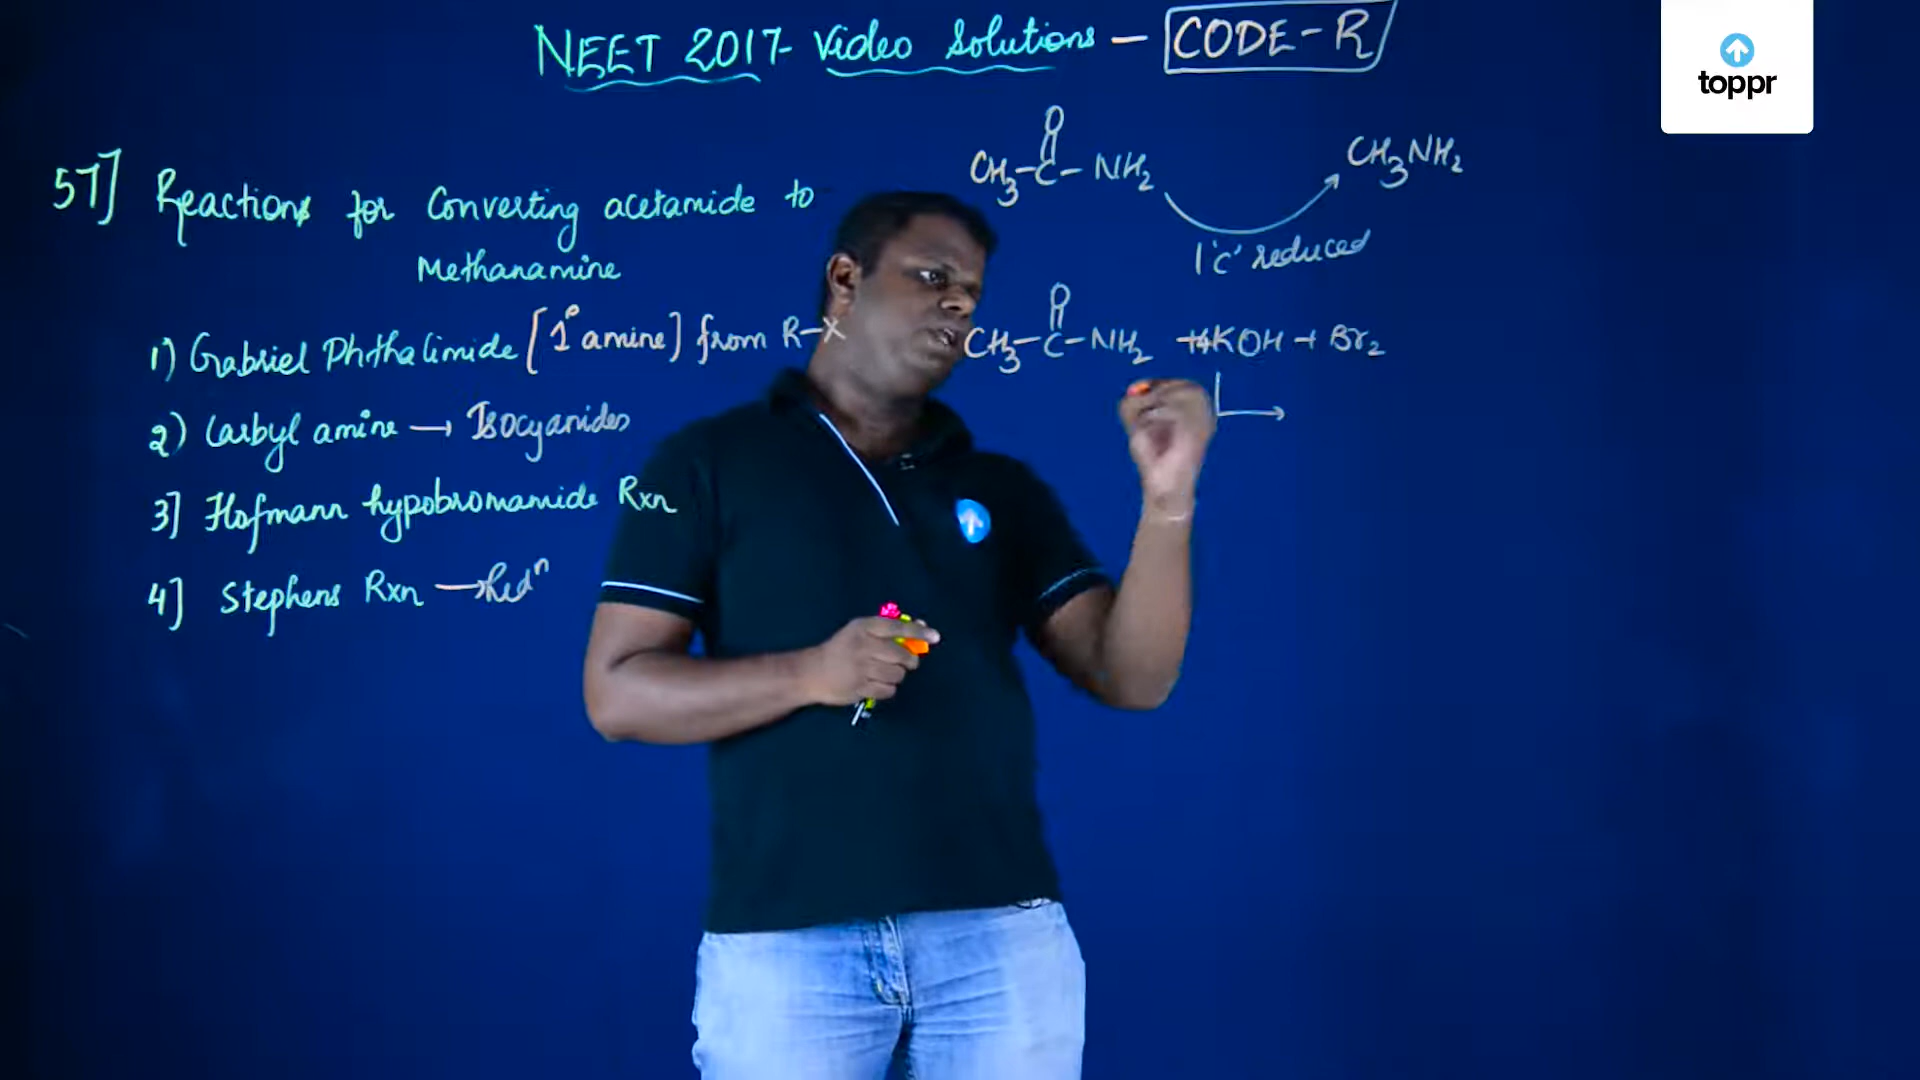 NEET 2017- Video Solutions - CODE-R
toppr
57] Reactions for Converting acetamide to
Methanamine
1) Gabriel Phthalimide [1° amine] from R-X
2) Carbyl amine → Isocyanides
3] Hofmann hypobromamide Rxn
4] Stephens Rxn → Redⁿ
O
CH₃-C-NH₂
CH₃NH₂
1'c' reduced
O
CH₃-C-NH₂ + 4KOH + Br₂